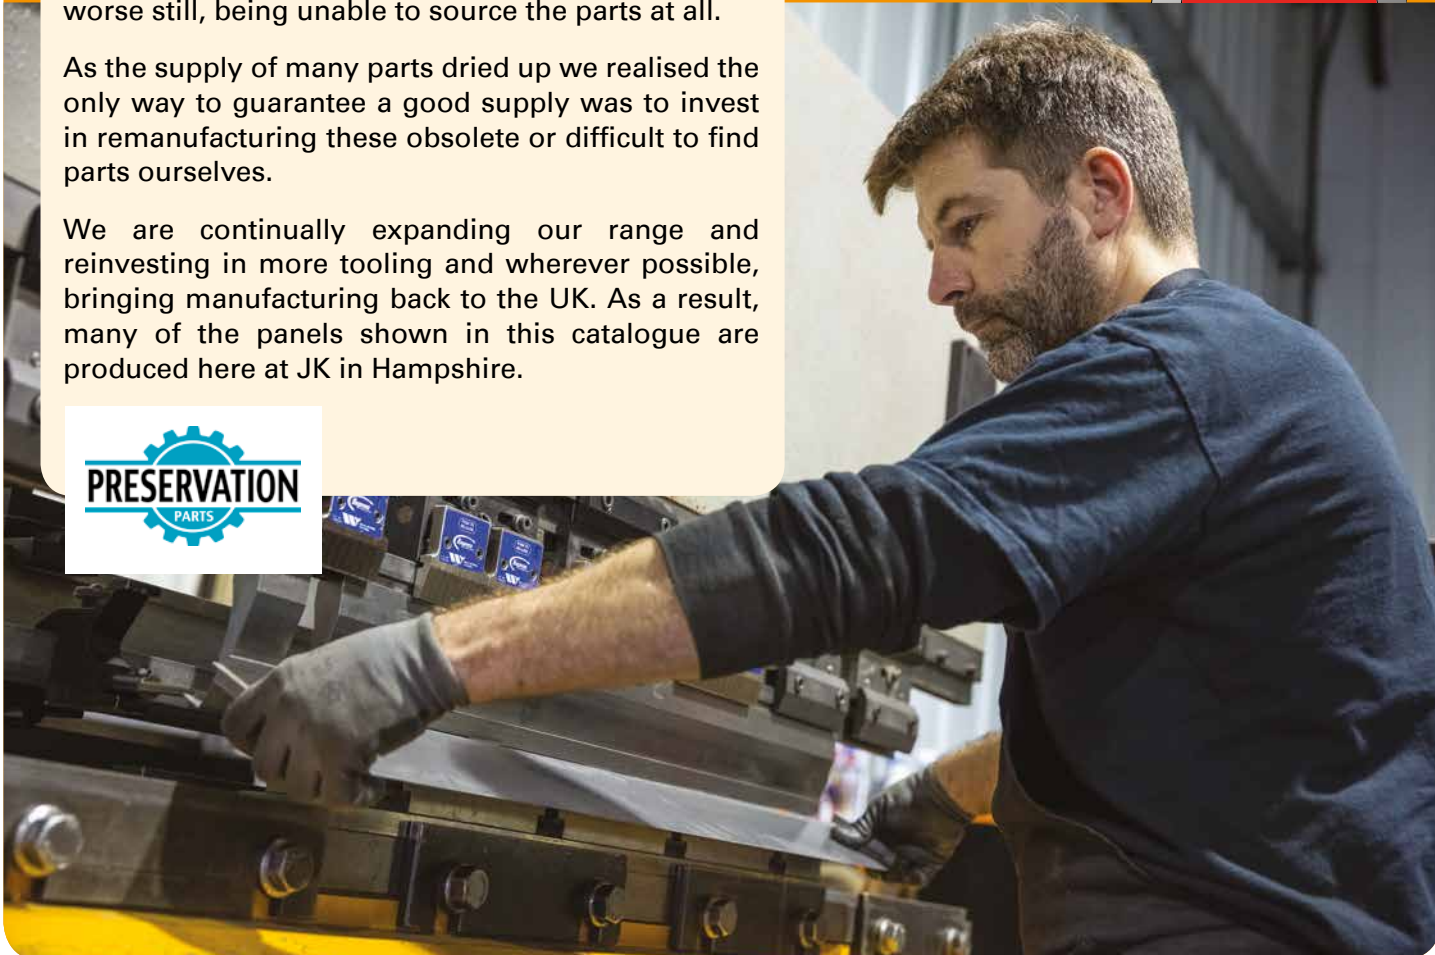 worse still, being unable to source the parts at all.
As the supply of many parts dried up we realised the
only way to guarantee a good supply was to invest
in remanufacturing these obsolete or difficult to find
parts ourselves.
We are continually expanding our range and
reinvesting in more tooling and wherever possible,
bringing manufacturing back to the UK. As a result,
many of the panels shown in this catalogue are
produced here at JK in Hampshire.
PRESERVATION
PARTS